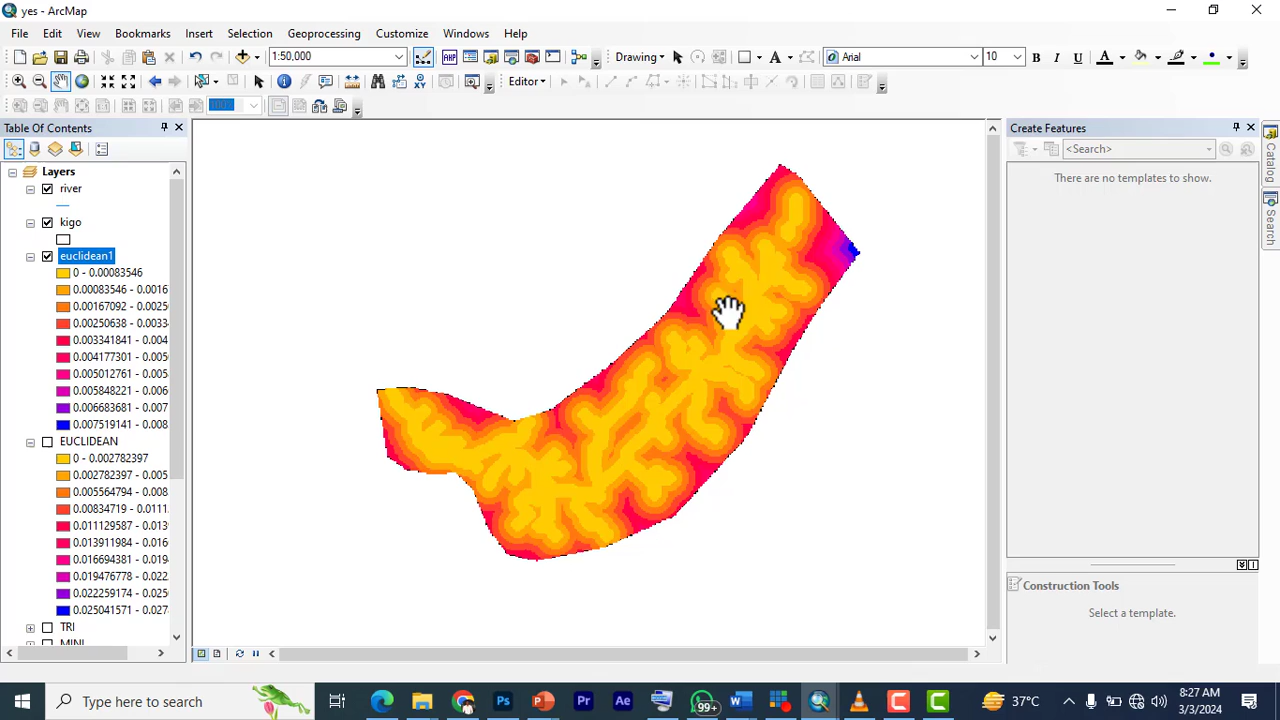 yes - ArcMap
File Edit View Bookmarks Insert Selection Geoprocessing Customize Windows Help
1:50,000 Drawing Arial 10 B I U A
Editor
100%
Table Of Contents
Create Features
<Search>
There are no templates to show.
Catalog
Search
Layers
river
kigo
euclidean1
0 - 0.00083546
0.00083546 - 0.0016
0.00167092 - 0.0025
0.00250638 - 0.0033
0.003341841 - 0.004
0.004177301 - 0.005
0.005012761 - 0.005
0.005848221 - 0.006
0.006683681 - 0.007
0.007519141 - 0.008
EUCLIDEAN
0 - 0.002782397
0.002782397 - 0.005
0.005564794 - 0.008
0.00834719 - 0.0111
0.011129587 - 0.013
0.013911984 - 0.016
0.016694381 - 0.019
0.019476778 - 0.022
0.022259174 - 0.025
0.025041571 - 0.027
TRI
MINI
Construction Tools
Select a template.
Type here to search
99+
37°C
8:27 AM
3/3/2024